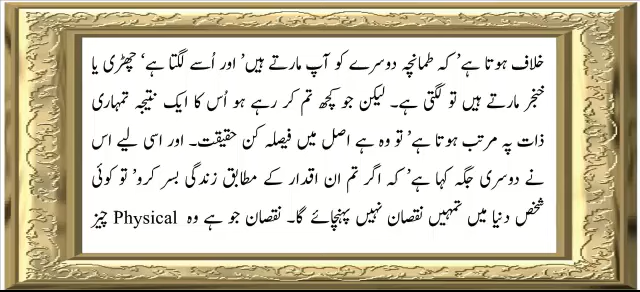 خلاف ہوتا ہے‘ کہ طمانچہ دوسرے کو آپ مارتے ہیں‘ اور اُسے لگتا ہے‘ چھڑی یا
خنجر مارتے ہیں تو لگتی ہے۔ لیکن جو کچھ تم کر رہے ہو اُس کا ایک نتیجہ تمہاری
ذات پہ مرتب ہوتا ہے‘ تو وہ ہے اصل میں فیصلہ کن حقیقت۔ اور اسی لیے اس
نے دوسری جگہ کہا ہے‘ کہ اگر تم ان اقدار کے مطابق زندگی بسر کرو‘ تو کوئی
شخص دنیا میں تمہیں نقصان نہیں پہنچائے گا۔ نقصان جو ہے وہ Physical چیز